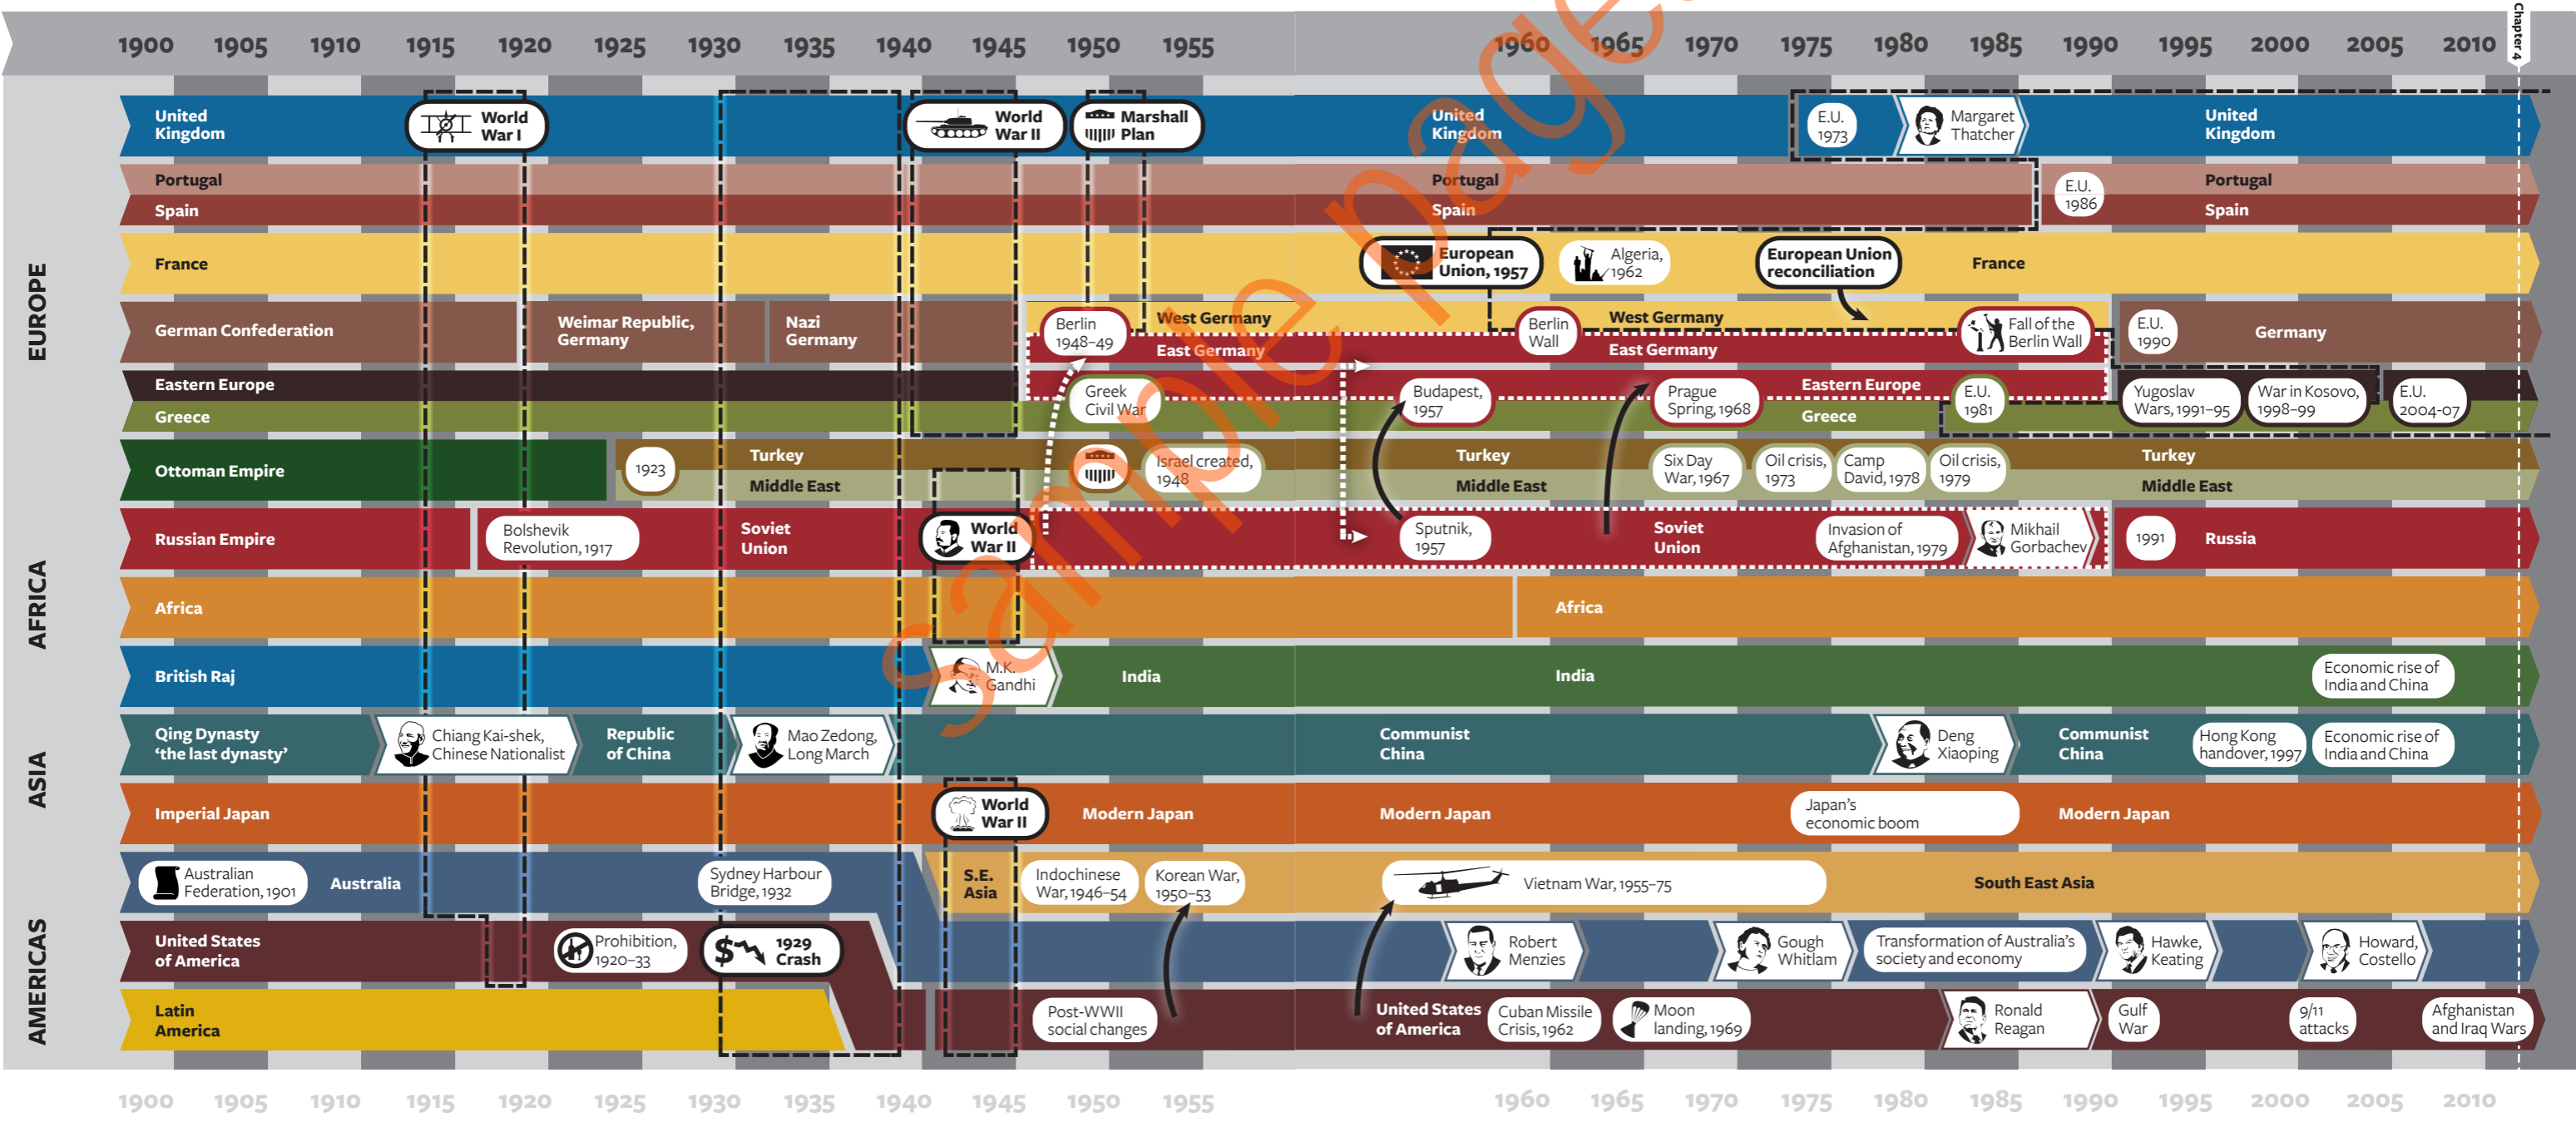 1900 1905 1910 1915 1920 1925 1930 1935 1940 1945 1950 1955 1960 1965 1970 1975 1980 1985 1990 1995 2000 2005 2010
Chapter 4
EUROPE
AFRICA
ASIA
AMERICAS
United
Kingdom
World
War I
World
War II
Marshall
Plan
United
Kingdom
E.U.
1973
Margaret
Thatcher
United
Kingdom
Portugal
Portugal
Portugal
Spain
Spain
Spain
E.U.
1986
France
European
Union, 1957
Algeria,
1962
European Union
reconciliation
France
German Confederation
Weimar Republic,
Germany
Nazi
Germany
Berlin
1948–49
West Germany
East Germany
Berlin
Wall
West Germany
East Germany
Fall of the
Berlin Wall
E.U.
1990
Germany
Eastern Europe
Greece
Greek
Civil War
Budapest,
1957
Prague
Spring, 1968
Eastern Europe
Greece
E.U.
1981
Yugoslav
Wars, 1991–95
War in Kosovo,
1998–99
E.U.
2004-07
Ottoman Empire
1923
Turkey
Middle East
Israel created,
1948
Turkey
Middle East
Six Day
War, 1967
Oil crisis,
1973
Camp
David, 1978
Oil crisis,
1979
Turkey
Middle East
Russian Empire
Bolshevik
Revolution, 1917
Soviet
Union
World
War II
Sputnik,
1957
Soviet
Union
Invasion of
Afghanistan, 1979
Mikhail
Gorbachev
1991
Russia
Africa
Africa
British Raj
M.K.
Gandhi
India
India
Economic rise of
India and China
Qing Dynasty
‘the last dynasty’
Chiang Kai-shek,
Chinese Nationalist
Republic
of China
Mao Zedong,
Long March
Communist
China
Deng
Xiaoping
Communist
China
Hong Kong
handover, 1997
Economic rise of
India and China
Imperial Japan
World
War II
Modern Japan
Modern Japan
Japan’s
economic boom
Modern Japan
Australian
Federation, 1901
Australia
Sydney Harbour
Bridge, 1932
S.E.
Asia
Indochinese
War, 1946–54
Korean War,
1950–53
Vietnam War, 1955–75
South East Asia
United States
of America
Prohibition,
1920–33
$
1929
Crash
Robert
Menzies
Gough
Whitlam
Transformation of Australia’s
society and economy
Hawke,
Keating
Howard,
Costello
Latin
America
Post-WWII
social changes
United States
of America
Cuban Missile
Crisis, 1962
Moon
landing, 1969
Ronald
Reagan
Gulf
War
9/11
attacks
Afghanistan
and Iraq Wars
1900 1905 1910 1915 1920 1925 1930 1935 1940 1945 1950 1955 1960 1965 1970 1975 1980 1985 1990 1995 2000 2005 2010
sample pages